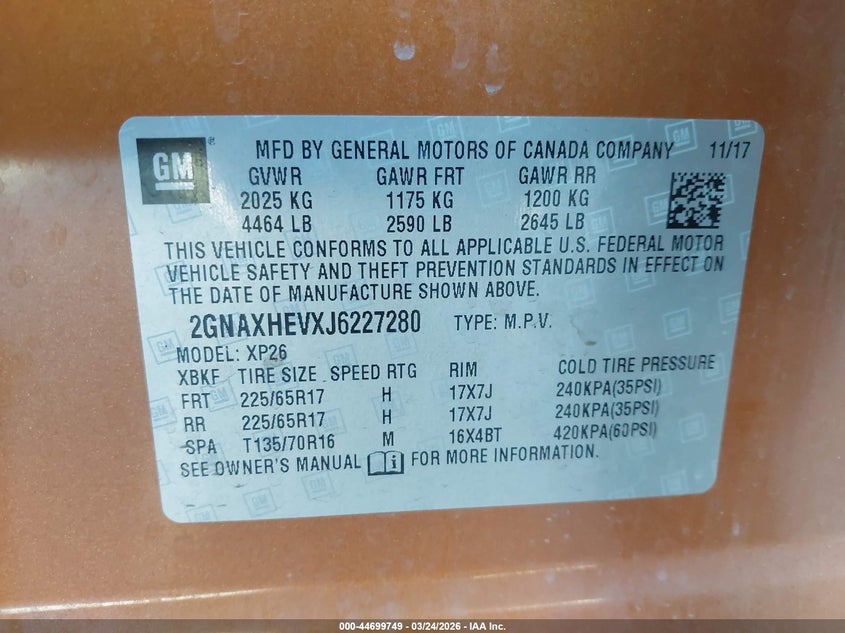 GM
MFD BY GENERAL MOTORS OF CANADA COMPANY 11/17
GVWR GAWR FRT GAWR RR
2025 KG 1175 KG 1200 KG
4464 LB 2590 LB 2645 LB
THIS VEHICLE CONFORMS TO ALL APPLICABLE U.S. FEDERAL MOTOR
VEHICLE SAFETY AND THEFT PREVENTION STANDARDS IN EFFECT ON
THE DATE OF MANUFACTURE SHOWN ABOVE.
2GNAXHEVXJ6227280 TYPE: M.P.V.
MODEL: XP26
XBKF TIRE SIZE SPEED RTG RIM COLD TIRE PRESSURE
FRT 225/65R17 H 17X7J 240KPA(35PSI)
RR 225/65R17 H 17X7J 240KPA(35PSI)
SPA T135/70R16 M 16X4BT 420KPA(60PSI)
SEE OWNER'S MANUAL i FOR MORE INFORMATION.
000-44699749 - 03/24/2026 - IAA Inc.